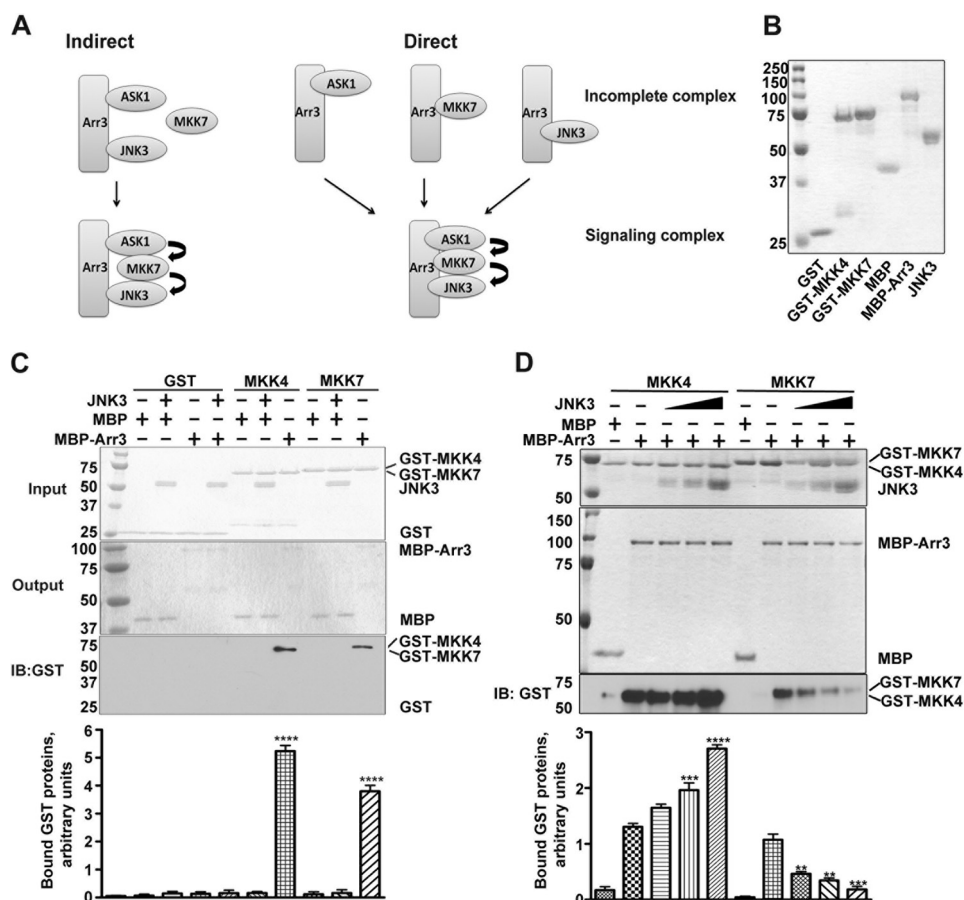 A
Indirect
Direct
ASK1
Arr3
MKK7
JNK3
ASK1
Arr3
MKK7
Arr3
Arr3
JNK3
Incomplete complex
ASK1
Arr3
MKK7
JNK3
ASK1
Arr3
MKK7
JNK3
Signaling complex
B
250
150
100
75
50
37
25
GST
GST-MKK4
GST-MKK7
MBP
MBP-Arr3
JNK3
C
GST MKK4 MKK7
JNK3 – + – + – + – – + –
MBP + + – – + + – + + –
MBP-Arr3 – – + + – – + – – +
Input
75
50
37
25
GST-MKK4
GST-MKK7
JNK3
GST
Output
100
75
50
37
MBP-Arr3
MBP
IB:GST
75
50
37
25
GST-MKK4
GST-MKK7
GST
Bound GST proteins,
arbitrary units
6
5
4
3
2
1
0
****
****
D
MKK4 MKK7
JNK3 – – – –
MBP + – – – – + – – – –
MBP-Arr3 – + + + + – + + + +
75
50
GST-MKK7
GST-MKK4
JNK3
150
100
75
50
MBP-Arr3
MBP
IB: GST
75
50
GST-MKK7
GST-MKK4
Bound GST proteins,
arbitrary units
3
2
1
0
***
****
**
**
***